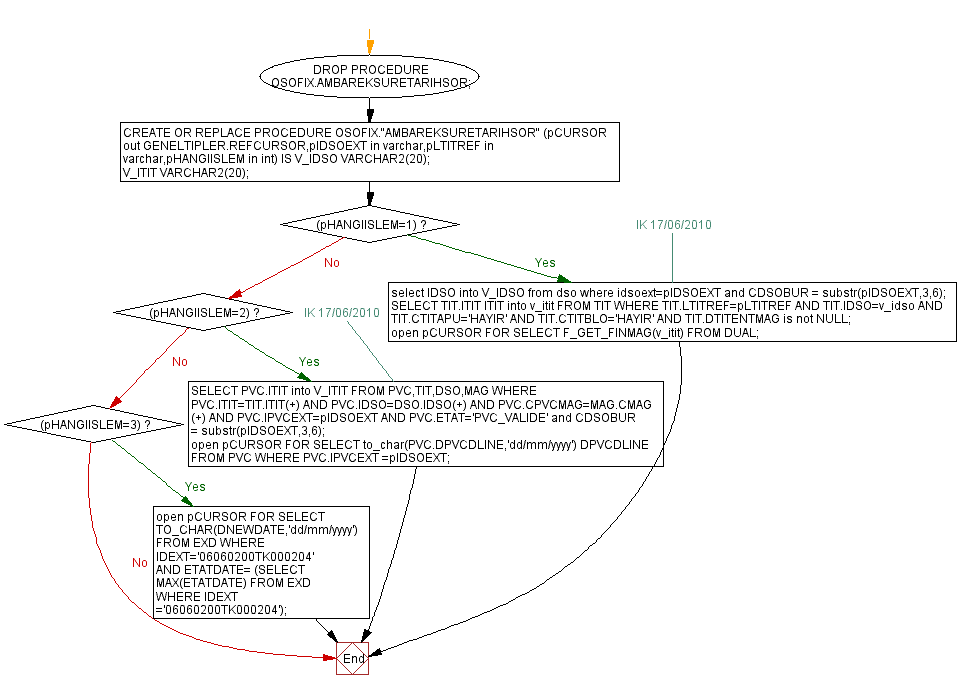 DROP PROCEDURE
OSOFIX.AMBAREKSURETARIHSOR;
CREATE OR REPLACE PROCEDURE OSOFIX."AMBAREKSURETARIHSOR" (pCURSOR
out GENELTIPLER.REFCURSOR,pIDSOEXT in varchar,pLTITREF in
varchar,pHANGIISLEM in int) IS V_IDSO VARCHAR2(20);
V_ITIT VARCHAR2(20);
(pHANGIISLEM=1) ?
IK 17/06/2010
No
Yes
select IDSO into V_IDSO from dso where idsoext=pIDSOEXT and CDSOBUR = substr(pIDSOEXT,3,6);
SELECT TIT.ITIT ITIT into v_itit FROM TIT WHERE TIT.LTITREF=pLTITREF AND TIT.IDSO=v_idso AND
TIT.CTITAPU='HAYIR' AND TIT.CTITBLO='HAYIR' AND TIT.DTITENTMAG is not NULL;
open pCURSOR FOR SELECT F_GET_FINMAG(v_itit) FROM DUAL;
(pHANGIISLEM=2) ?
IK 17/06/2010
No
Yes
SELECT PVC.ITIT into V_ITIT FROM PVC,TIT,DSO,MAG WHERE
PVC.ITIT=TIT.ITIT(+) AND PVC.IDSO=DSO.IDSO(+) AND PVC.CPVCMAG=MAG.CMAG
(+) AND PVC.IPVCEXT=pIDSOEXT AND PVC.ETAT='PVC_VALIDE' and CDSOBUR
= substr(pIDSOEXT,3,6);
open pCURSOR FOR SELECT to_char(PVC.DPVCDLINE,'dd/mm/yyyy') DPVCDLINE
FROM PVC WHERE PVC.IPVCEXT =pIDSOEXT;
(pHANGIISLEM=3) ?
Yes
No
open pCURSOR FOR SELECT
TO_CHAR(DNEWDATE,'dd/mm/yyyy')
FROM EXD WHERE
IDEXT='06060200TK000204'
AND ETATDATE= (SELECT
MAX(ETATDATE) FROM EXD
WHERE IDEXT
='06060200TK000204');
End